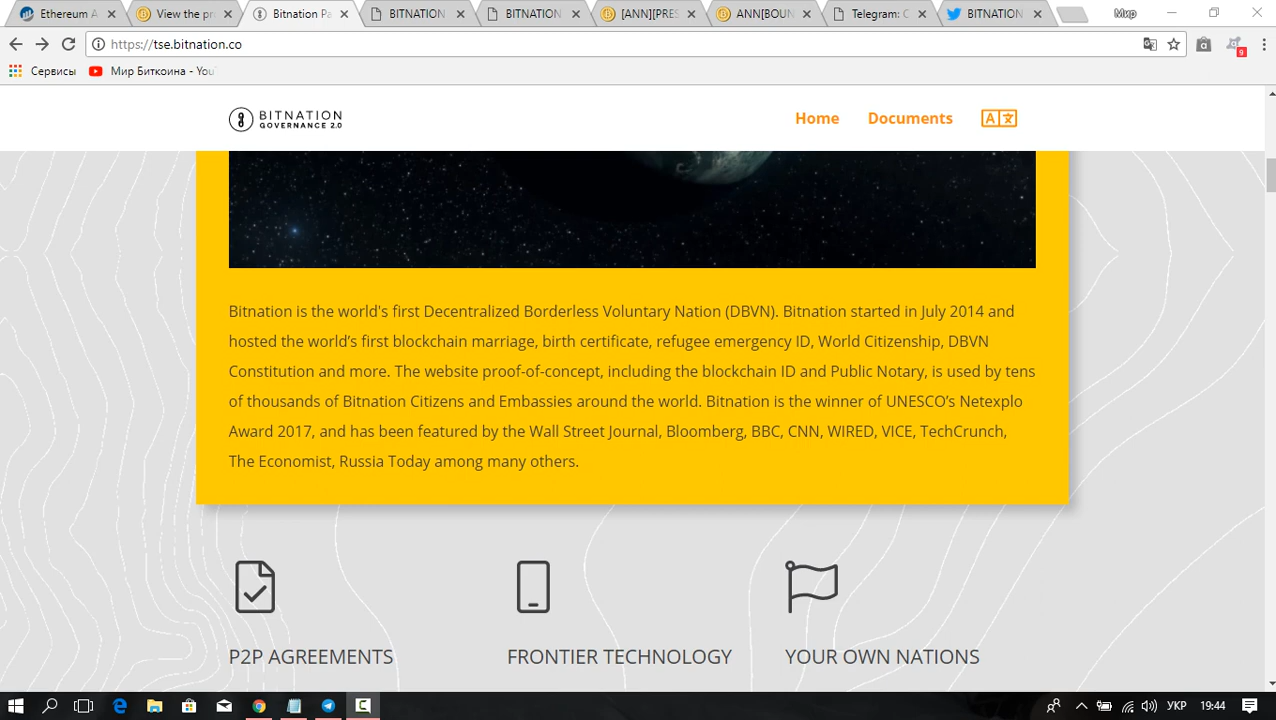 Ethereum A
View the pr
Bitnation Pa
BITNATION
BITNATION
[ANN][PRES
ANN[BOUN
Telegram: C
BITNATION
Мир
https://tse.bitnation.co
9
Сервисы
Мир Биткоина - You
BITNATION
GOVERNANCE 2.0
Home
Documents
A文
Bitnation is the world's first Decentralized Borderless Voluntary Nation (DBVN). Bitnation started in July 2014 and
hosted the world’s first blockchain marriage, birth certificate, refugee emergency ID, World Citizenship, DBVN
Constitution and more. The website proof-of-concept, including the blockchain ID and Public Notary, is used by tens
of thousands of Bitnation Citizens and Embassies around the world. Bitnation is the winner of UNESCO’s Netexplo
Award 2017, and has been featured by the Wall Street Journal, Bloomberg, BBC, CNN, WIRED, VICE, TechCrunch,
The Economist, Russia Today among many others.
P2P AGREEMENTS
FRONTIER TECHNOLOGY
YOUR OWN NATIONS
УКР
19:44